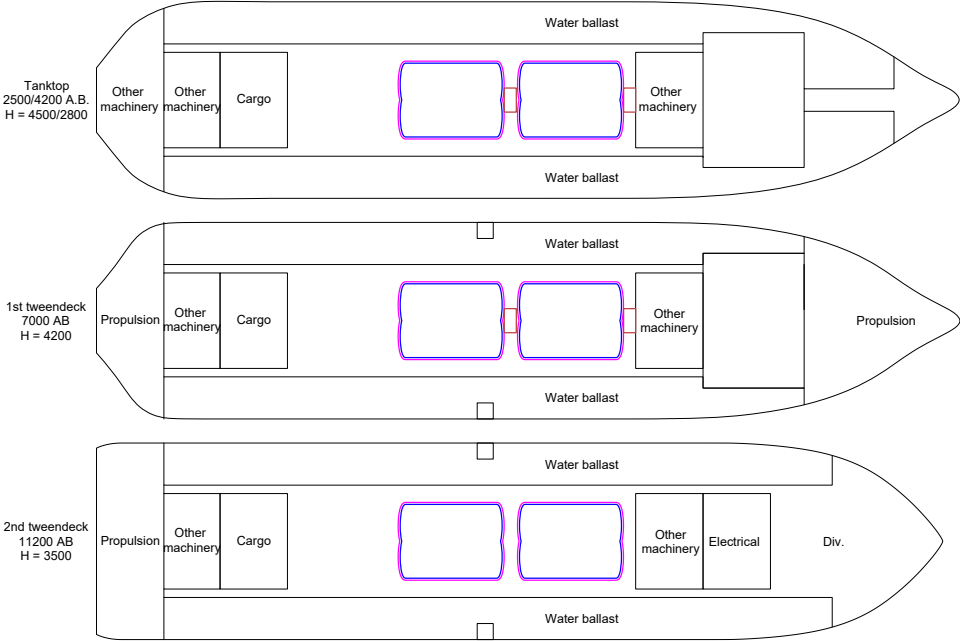 Water ballast
Tanktop
2500/4200 A.B.
H = 4500/2800
Other
machinery
Other
machinery
Cargo
Other
machinery
Water ballast
Water ballast
1st tweendeck
7000 AB
H = 4200
Propulsion
Other
machinery
Cargo
Other
machinery
Propulsion
Water ballast
Water ballast
2nd tweendeck
11200 AB
H = 3500
Propulsion
Other
machinery
Cargo
Other
machinery
Electrical
Div.
Water ballast